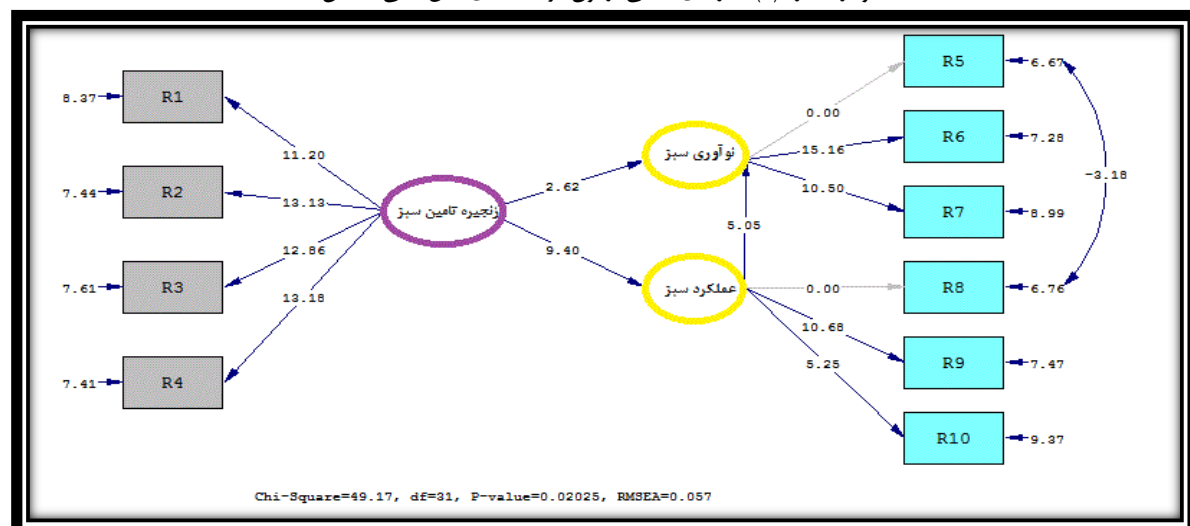 R1
R2
R3
R4
8.37
7.44
7.61
7.41
11.20
13.13
12.86
13.18
زنجیره تامین سبز
2.62
9.40
نوآوری سبز
5.05
عملکرد سبز
0.00
15.16
10.50
0.00
10.68
5.25
R5
R6
R7
R8
R9
R10
6.67
7.28
8.99
6.76
7.47
9.37
-3.18
Chi-Square=49.17, df=31, P-value=0.02025, RMSEA=0.057